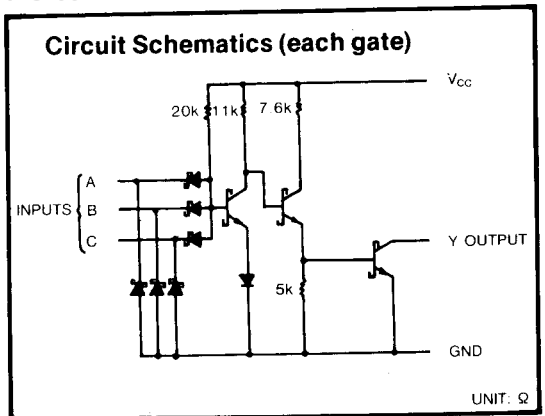 Circuit Schematics (each gate)
VCC
20k 11k 7.6k
A
INPUTS B
C
Y OUTPUT
5k
GND
UNIT: Ω